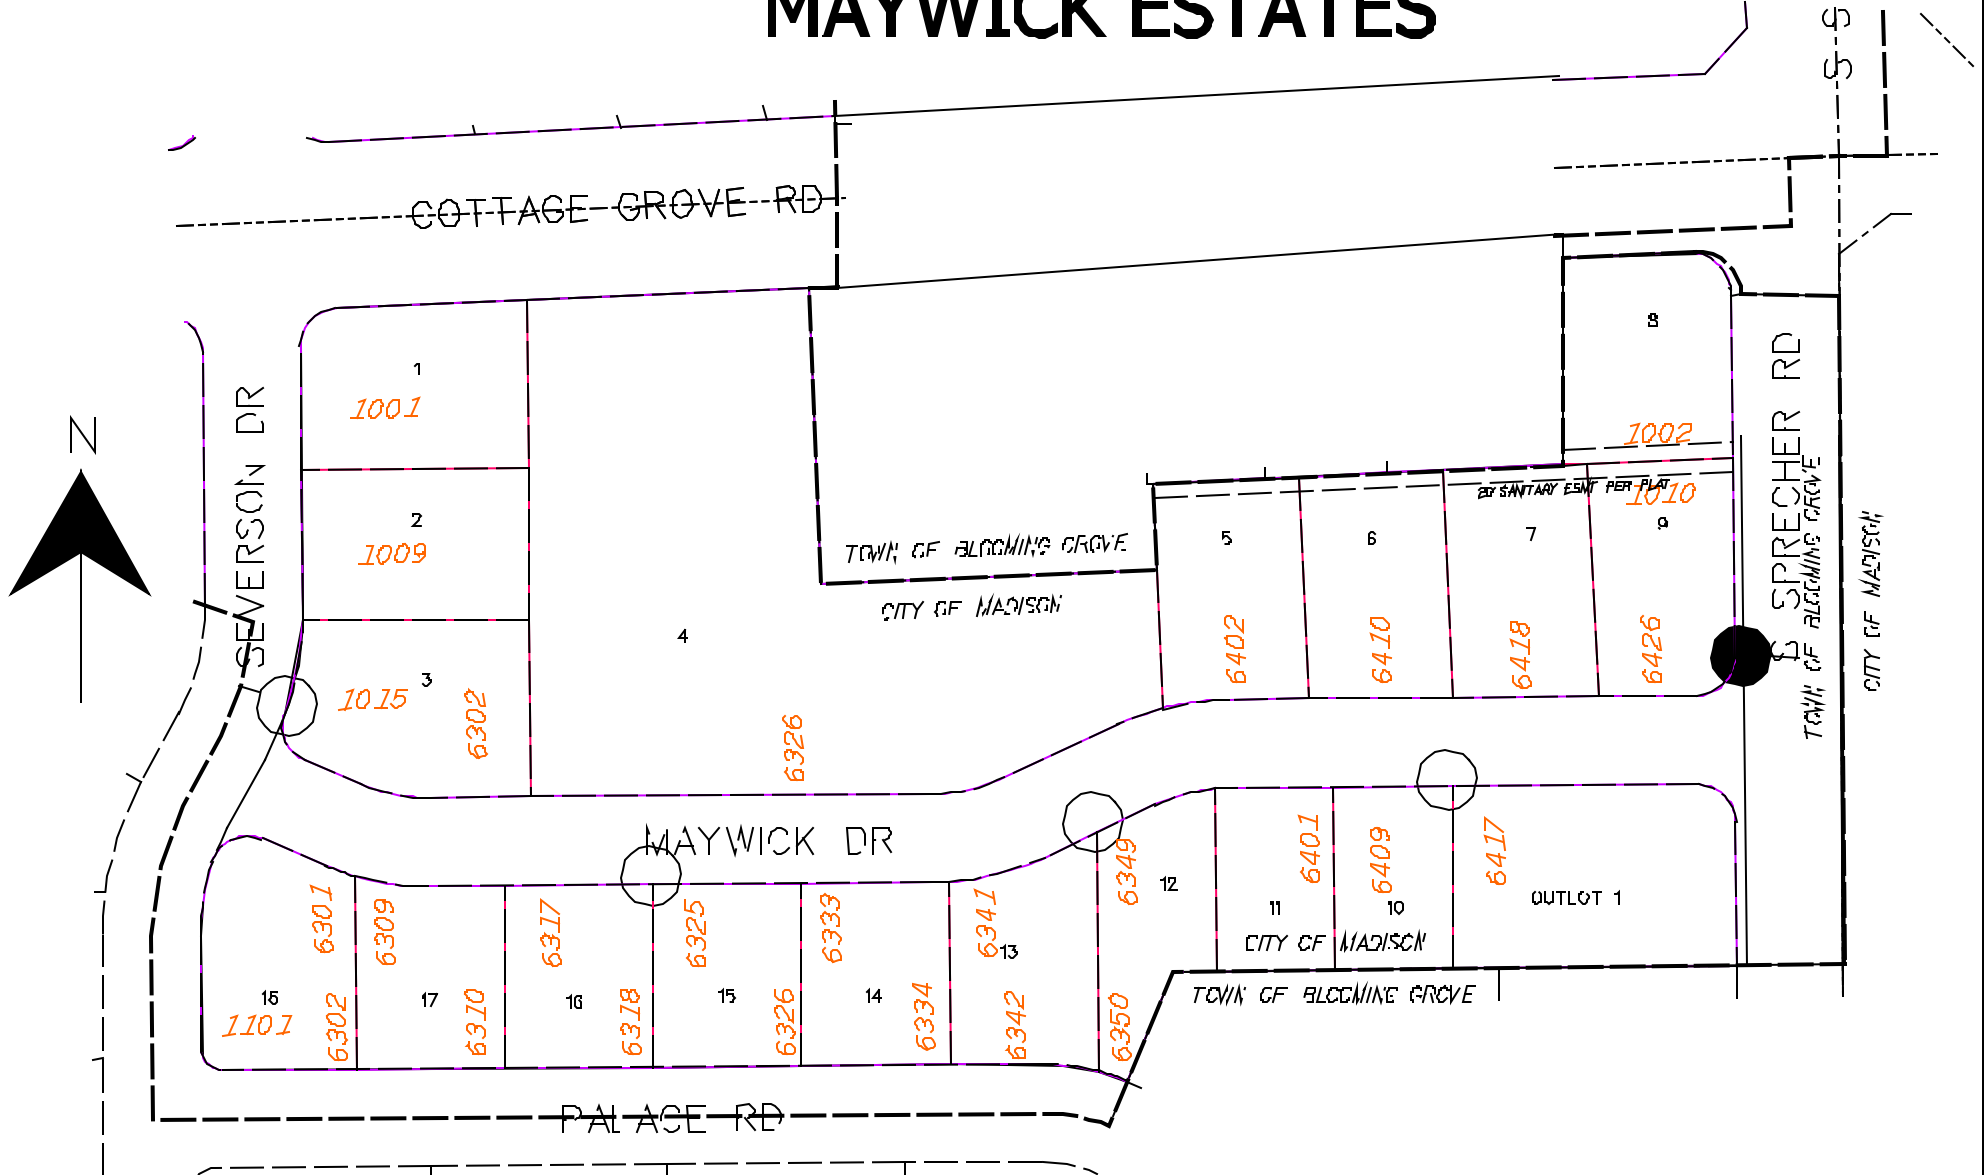 MAYWICK ESTATES
S S
COTTAGE GROVE RD
N
SEVERSON DR
1
1001
2
1009
3
1015
6302
4
6326
TOWN OF BLOOMING GROVE
CITY OF MADISON
8
1002
20' SANITARY ESMT PER PLAT
1010
5
6402
6
6410
7
6418
9
6426
S SPRECHER RD
TOWN OF BLOOMING GROVE
CITY OF MADISON
MAYWICK DR
6301
6309
6317
6325
6333
6341
6349
12
6401
6409
6417
11
10
OUTLOT 1
13
CITY OF MADISON
TOWN OF BLOOMING GROVE
1101
6302
17
6310
16
6318
15
6326
14
6334
6342
6350
PALACE RD